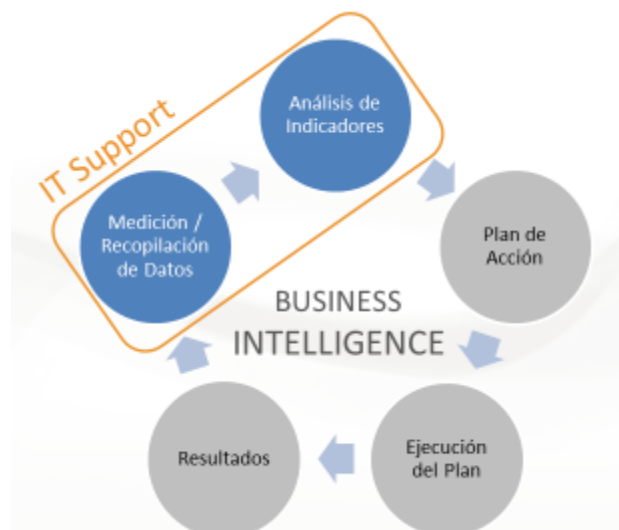 IT Support
Análisis de
Indicadores
Medición /
Recopilación
de Datos
Plan de
Acción
BUSINESS
INTELLIGENCE
Resultados
Ejecución
del Plan